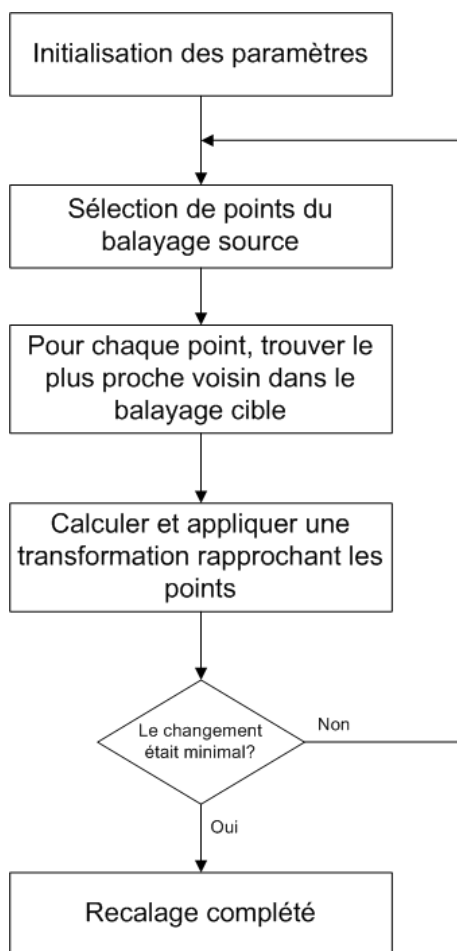 Initialisation des paramètres
Sélection de points du
balayage source
Pour chaque point, trouver le
plus proche voisin dans le
balayage cible
Calculer et appliquer une
transformation rapprochant les
points
Le changement
était minimal?
Non
Oui
Recalage complété